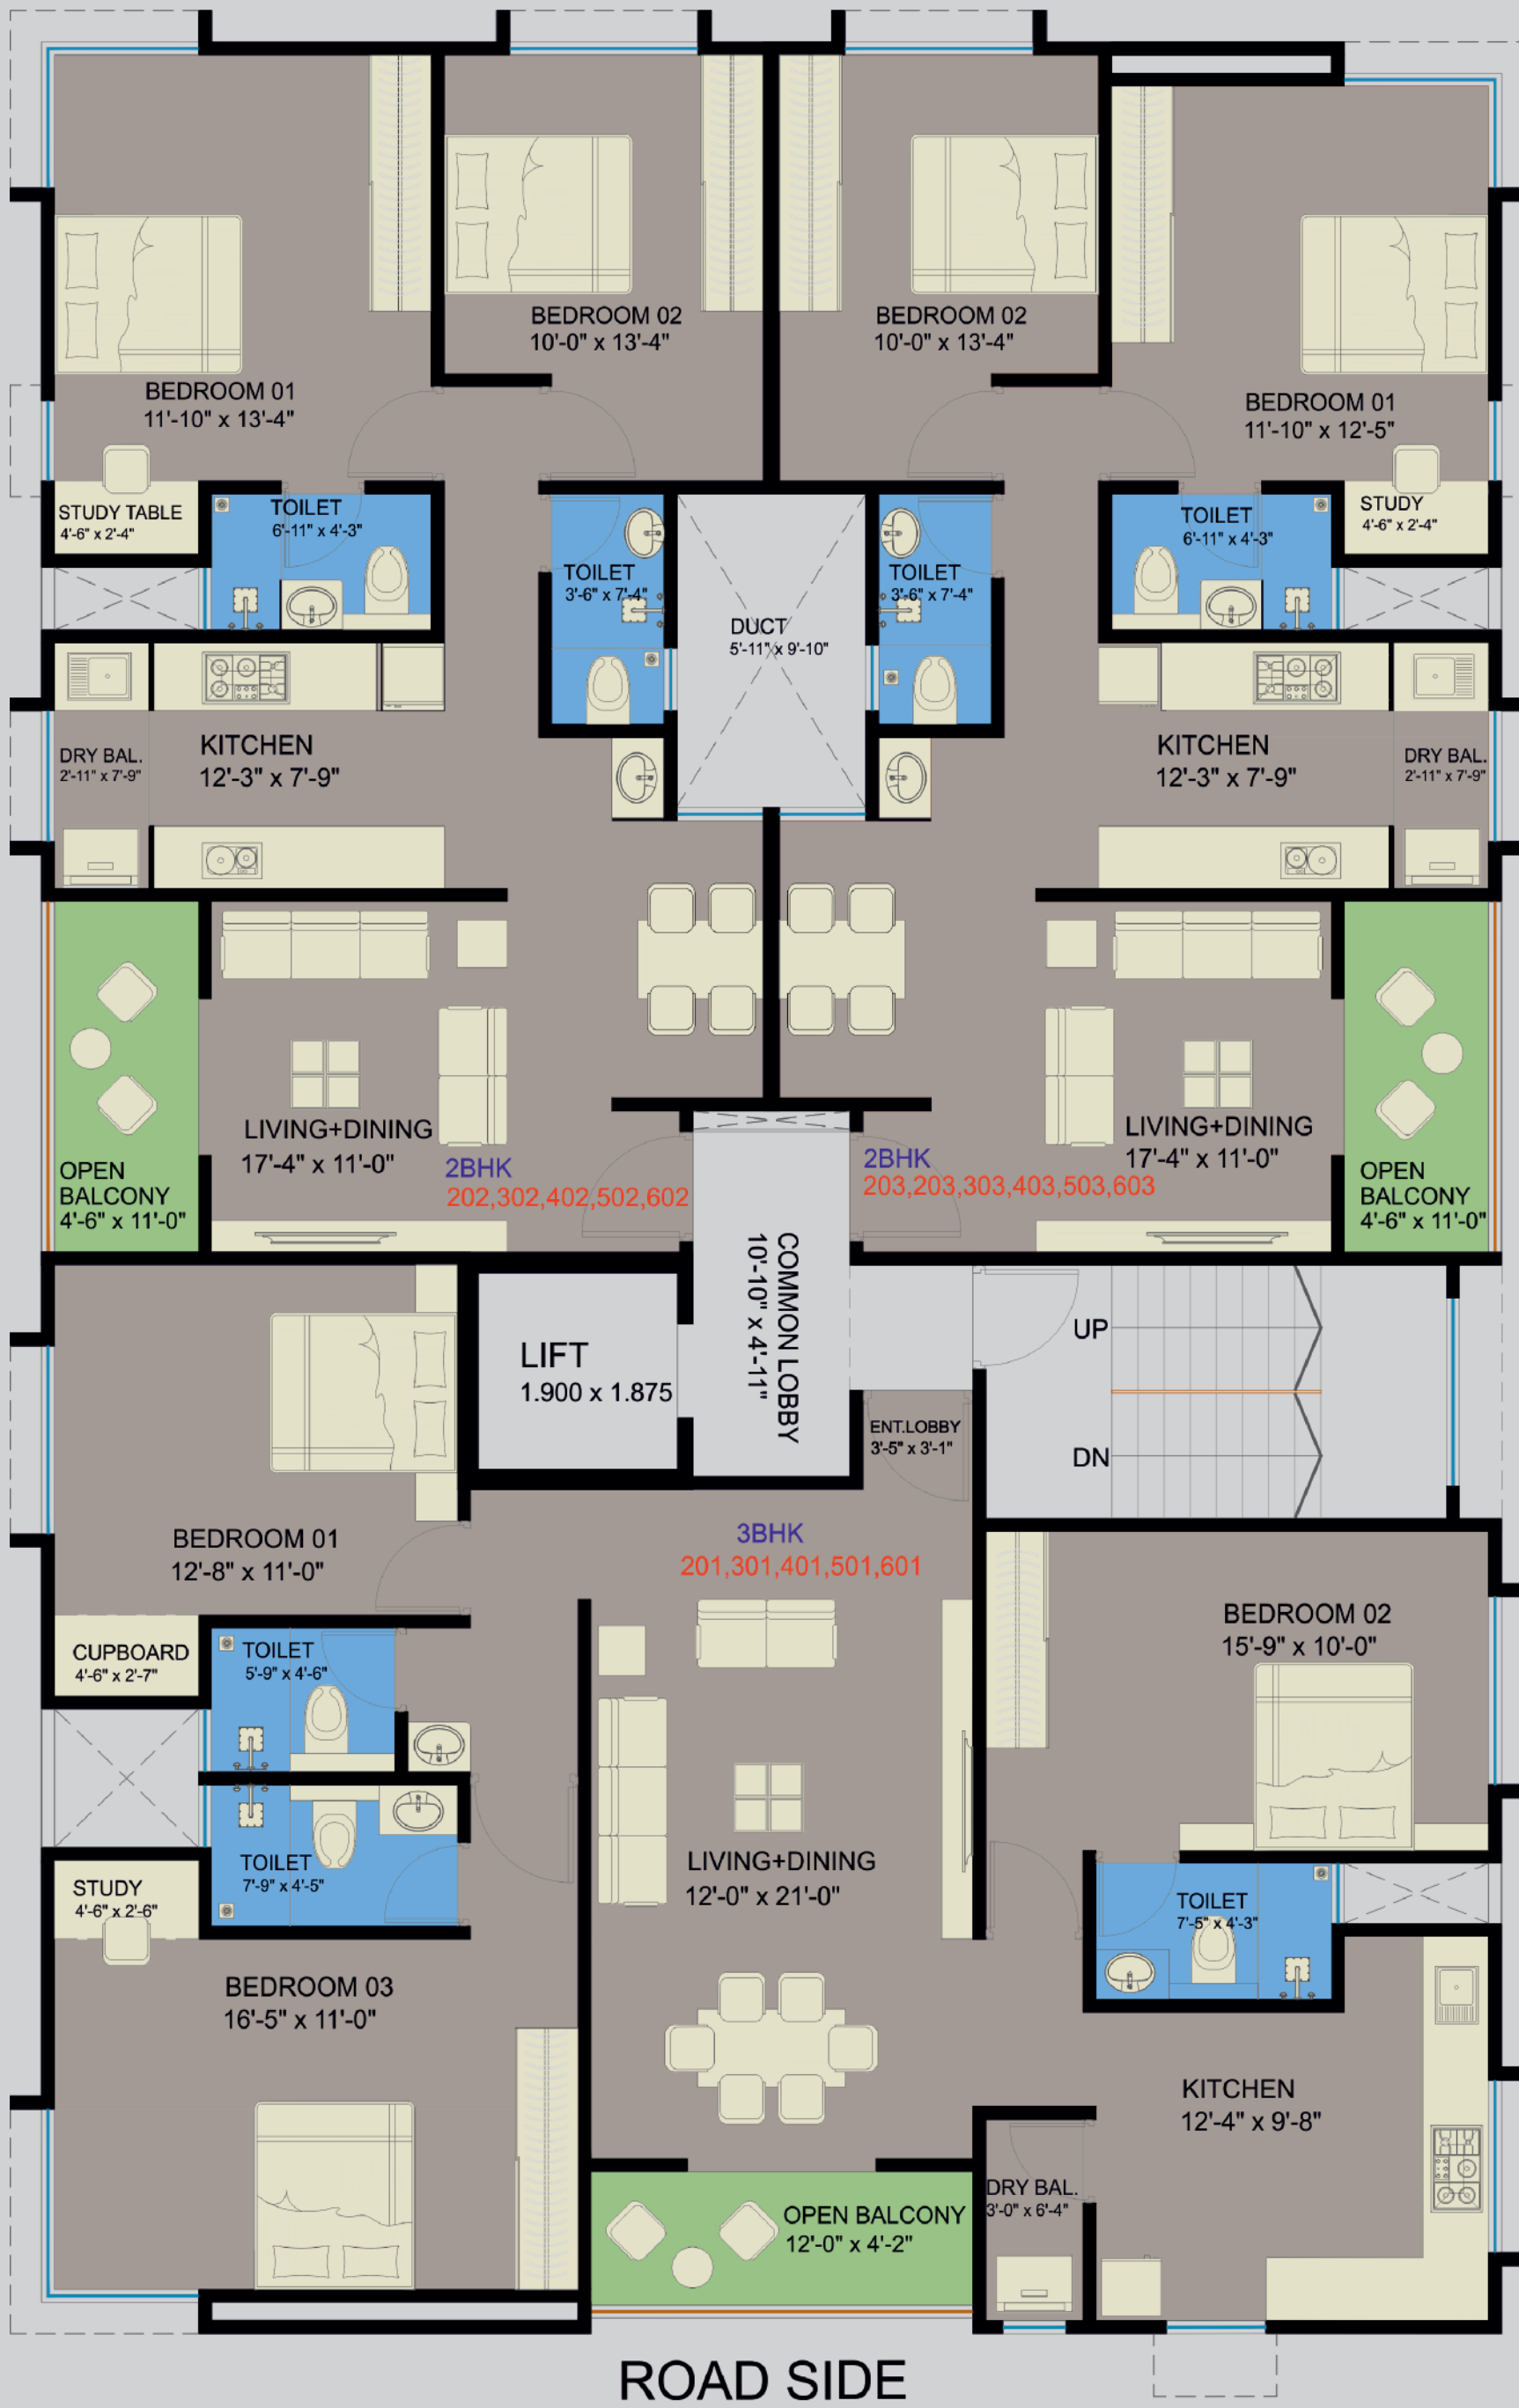 BEDROOM 02
10'-0" x 13'-4"
BEDROOM 02
10'-0" x 13'-4"
BEDROOM 01
11'-10" x 13'-4"
BEDROOM 01
11'-10" x 12'-5"
STUDY TABLE
4'-6" x 2'-4"
TOILET
6'-11" x 4'-3"
TOILET
3'-6" x 7'-4"
DUCT
5'-11" x 9'-10"
TOILET
3'-6" x 7'-4"
TOILET
6'-11" x 4'-3"
STUDY
4'-6" x 2'-4"
DRY BAL.
2'-11" x 7'-9"
KITCHEN
12'-3" x 7'-9"
KITCHEN
12'-3" x 7'-9"
DRY BAL.
2'-11" x 7'-9"
OPEN
BALCONY
4'-6" x 11'-0"
LIVING+DINING
17'-4" x 11'-0"
2BHK
202,302,402,502,602
2BHK
203,203,303,403,503,603
LIVING+DINING
17'-4" x 11'-0"
OPEN
BALCONY
4'-6" x 11'-0"
COMMON LOBBY
10'-10" x 4'-11"
LIFT
1.900 x 1.875
UP
DN
ENT.LOBBY
3'-5" x 3'-1"
BEDROOM 01
12'-8" x 11'-0"
3BHK
201,301,401,501,601
CUPBOARD
4'-6" x 2'-7"
TOILET
5'-9" x 4'-6"
BEDROOM 02
15'-9" x 10'-0"
TOILET
7'-9" x 4'-5"
STUDY
4'-6" x 2'-6"
LIVING+DINING
12'-0" x 21'-0"
TOILET
7'-5" x 4'-3"
BEDROOM 03
16'-5" x 11'-0"
KITCHEN
12'-4" x 9'-8"
DRY BAL.
3'-0" x 6'-4"
OPEN BALCONY
12'-0" x 4'-2"
ROAD SIDE